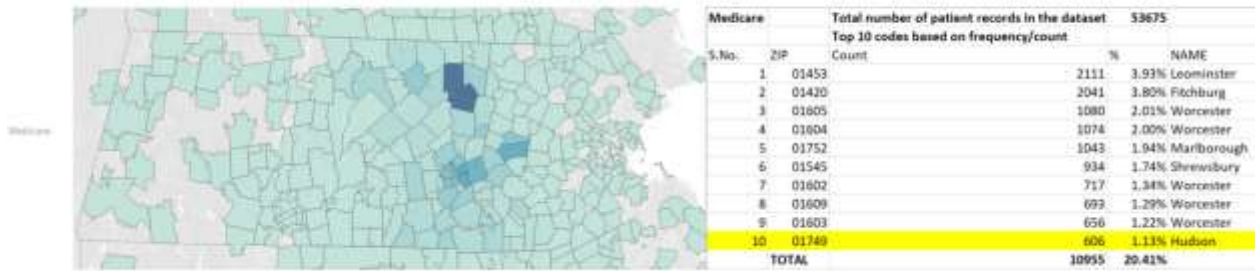 Medicare
Medicare Total number of patient records in the dataset 53675
Top 10 codes based on frequency/count
S.No. ZIP Count % NAME
1 01453 2111 3.93% Leominster
2 01420 2041 3.80% Fitchburg
3 01605 1080 2.01% Worcester
4 01604 1074 2.00% Worcester
5 01752 1043 1.94% Marlborough
6 01545 934 1.74% Shrewsbury
7 01602 717 1.34% Worcester
8 01609 693 1.29% Worcester
9 01603 656 1.22% Worcester
10 01749 606 1.13% Hudson
TOTAL 10955 20.41%